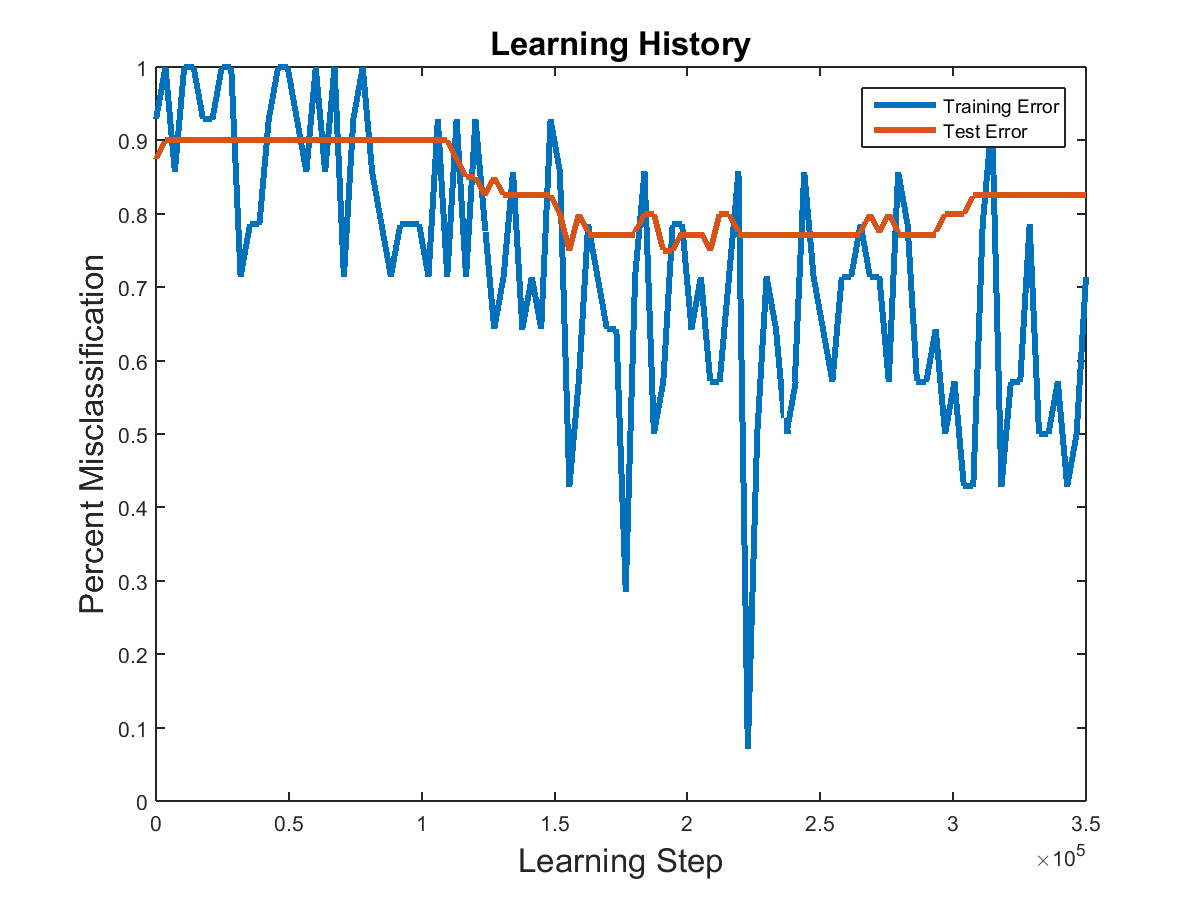 Learning History
Training Error
Test Error
Percent Misclassification
1
0.9
0.8
0.7
0.6
0.5
0.4
0.3
0.2
0.1
0
0 0.5 1 1.5 2 2.5 3 3.5
×10^5
Learning Step